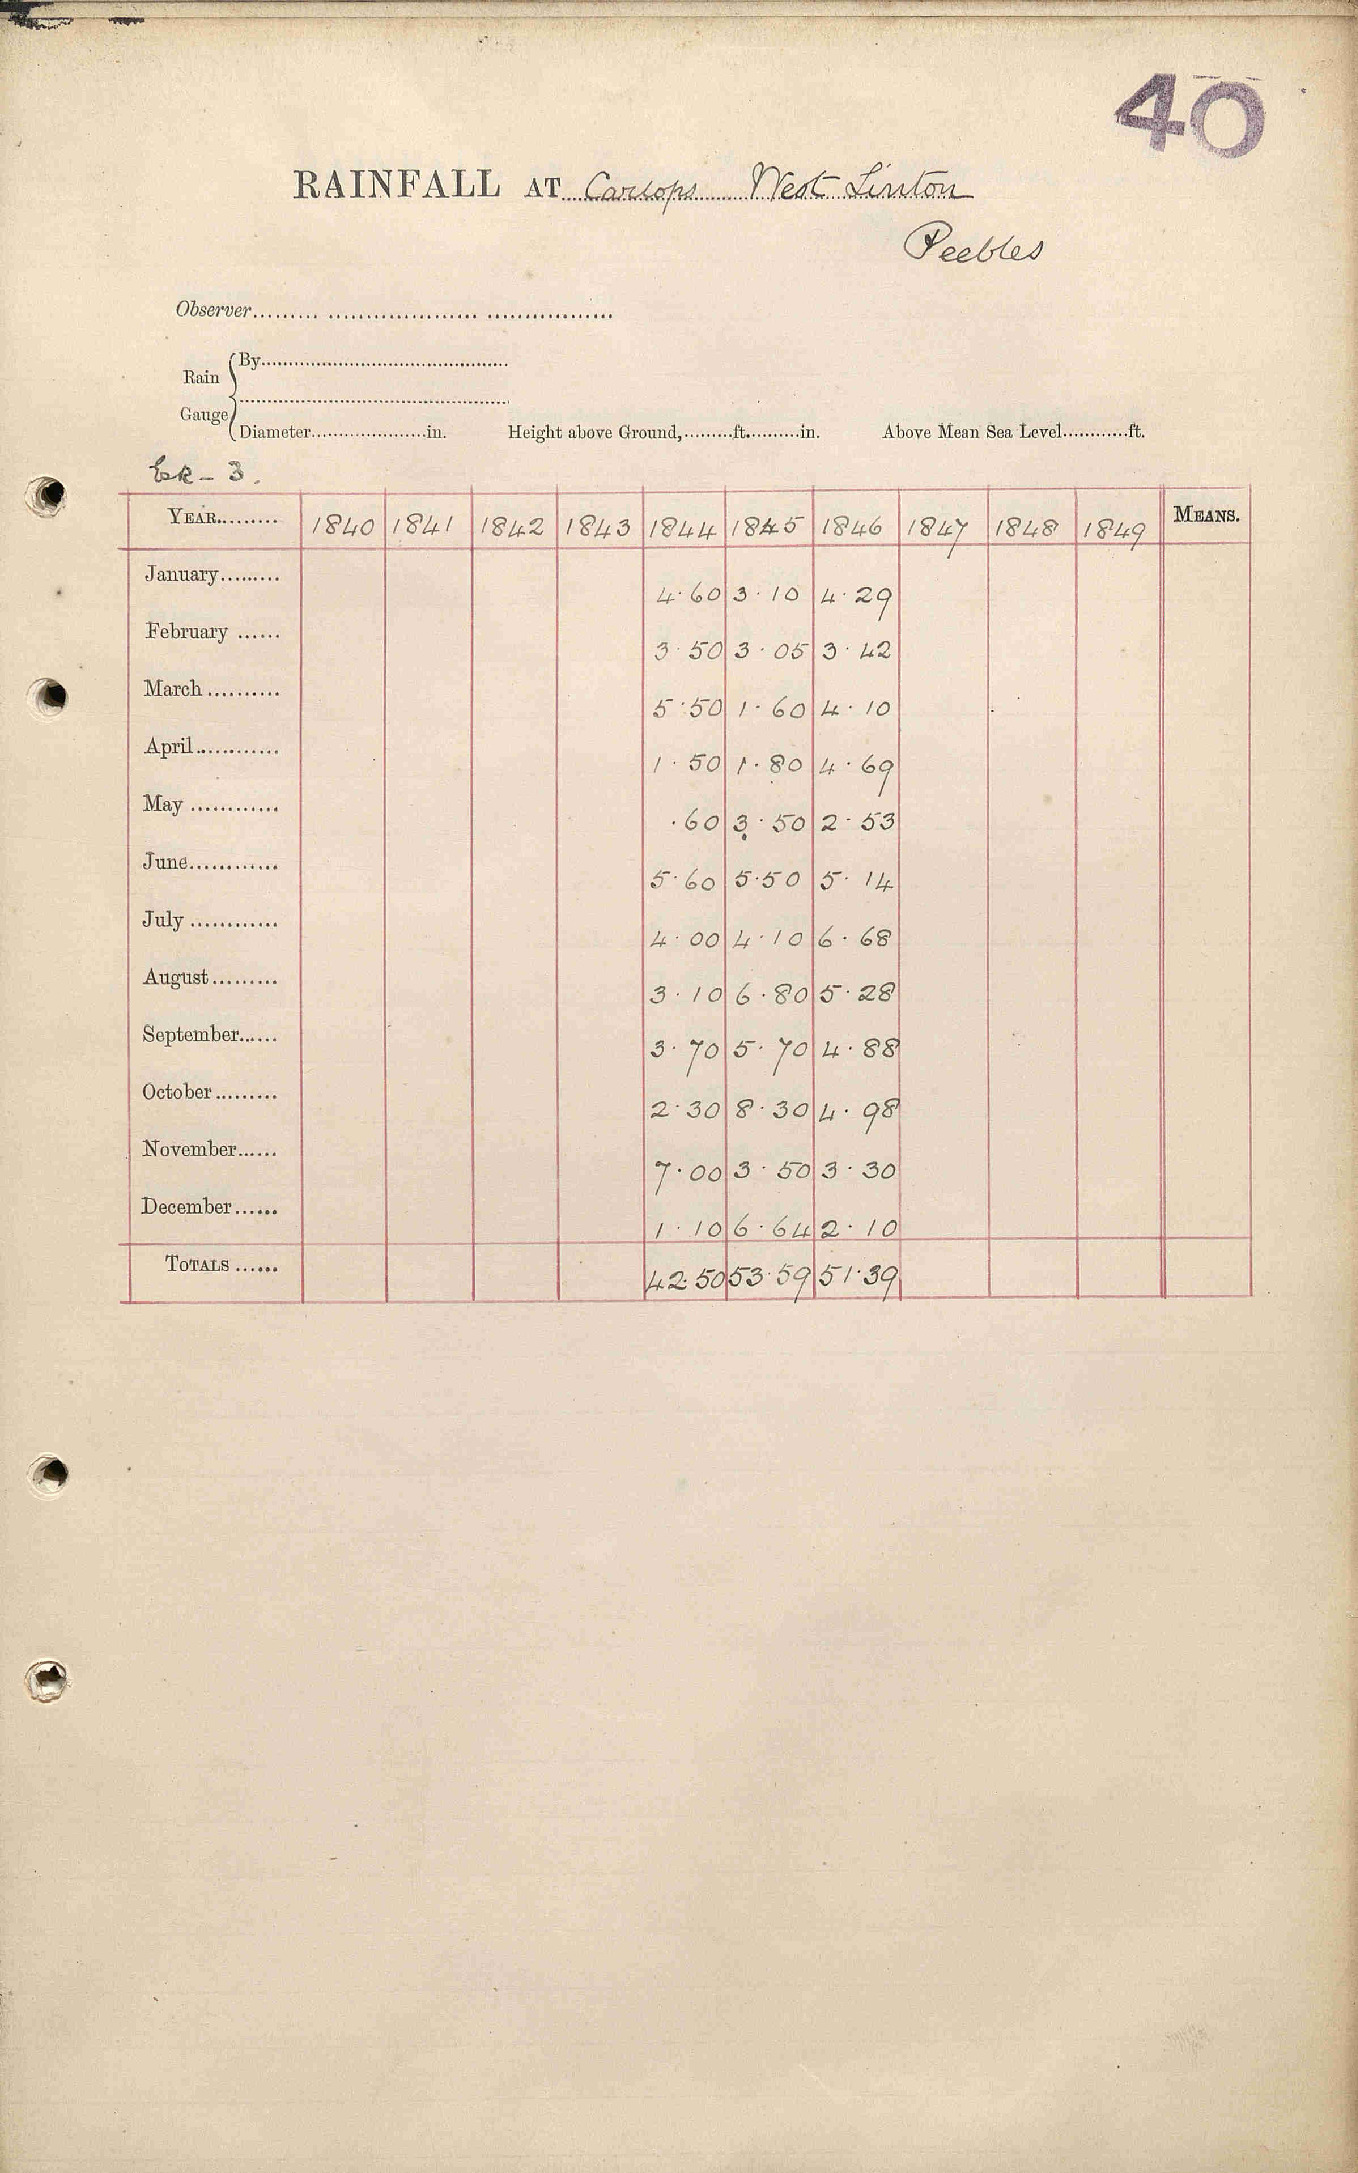 40
RAINFALL AT Carlops West Linton
Peebles
Observer
Rain Gauge
By
Diameter in. Height above Ground, ft. in. Above Mean Sea Level ft.
YEAR 1840 1841 1842 1843 1844 1845 1846 1847 1848 1849 MEANS.
January 4.60 3.10 4.29
February 3.50 3.05 3.42
March 5.50 1.60 4.10
April 1.50 1.80 4.69
May .60 3.50 2.53
June 5.60 5.50 5.14
July 4.00 4.10 6.68
August 3.10 6.80 5.28
September 3.70 5.70 4.88
October 2.30 8.30 4.98
November 7.00 3.50 3.30
December 1.10 6.64 2.10
TOTALS 42.50 53.59 51.39